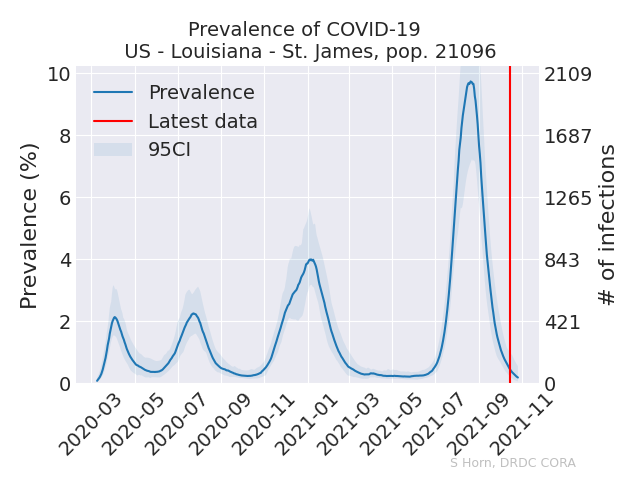 Prevalence of COVID-19
US - Louisiana - St. James, pop. 21096
Prevalence (%)
10
8
6
4
2
0
Prevalence
Latest data
95CI
2109
1687
1265
843
421
0
# of infections
2020-03
2020-05
2020-07
2020-09
2020-11
2021-01
2021-03
2021-05
2021-07
2021-09
2021-11
S Horn, DRDC CORA